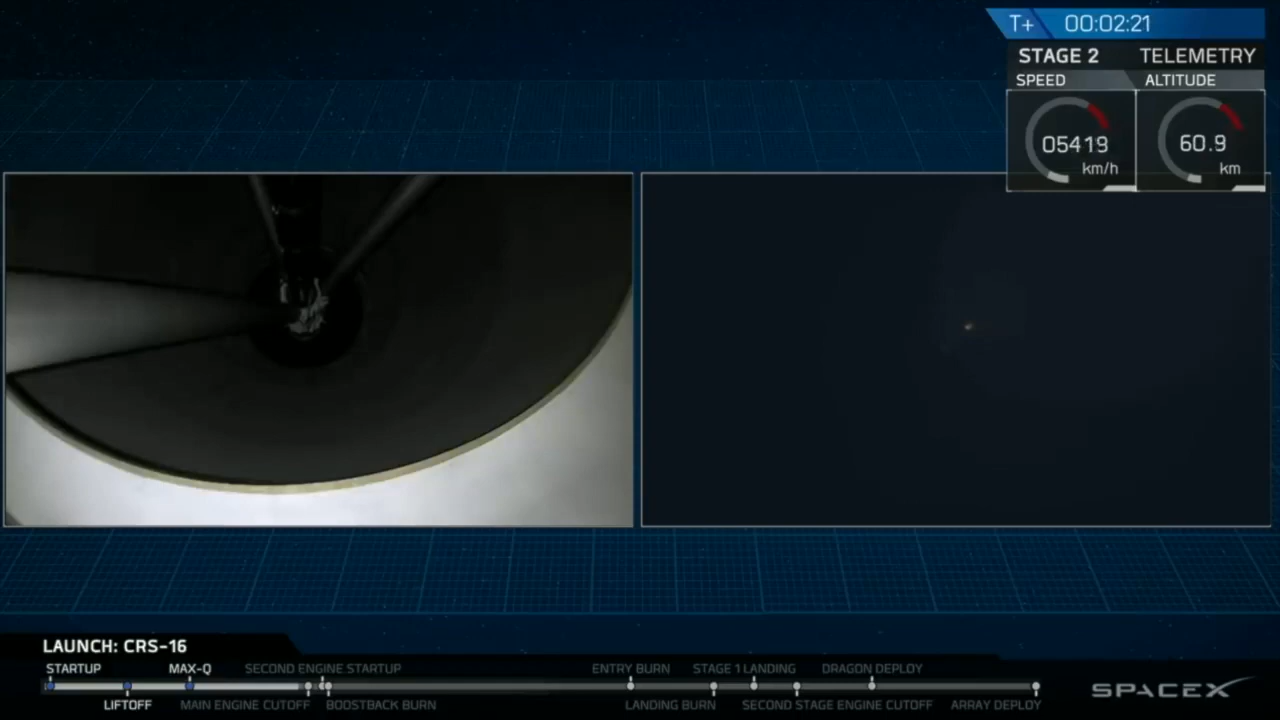 T+ 00:02:21
STAGE 2 TELEMETRY
SPEED ALTITUDE
05419 60.9
km/h km
LAUNCH: CRS-16
STARTUP MAX-Q SECOND ENGINE STARTUP ENTRY BURN STAGE 1 LANDING DRAGON DEPLOY
LIFTOFF MAIN ENGINE CUTOFF BOOSTBACK BURN LANDING BURN SECOND STAGE ENGINE CUTOFF ARRAY DEPLOY
SPACEX